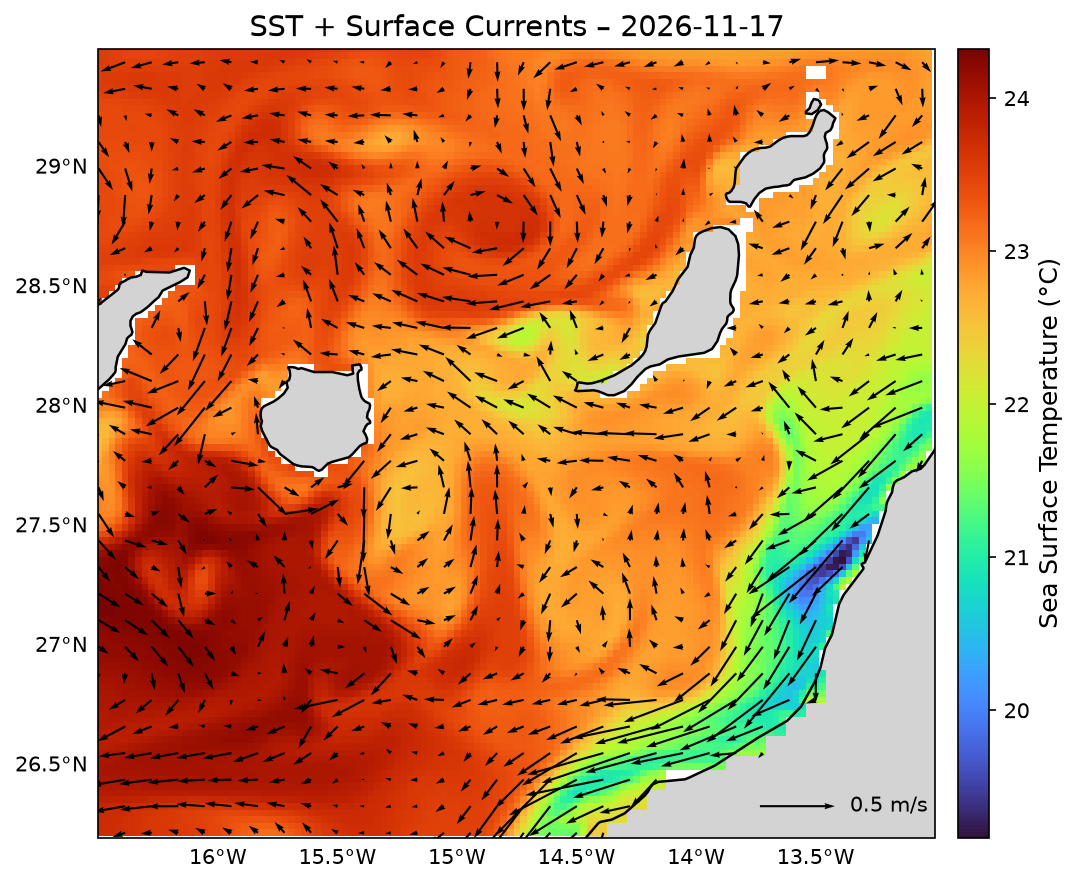 SST + Surface Currents – 2026-11-17
29°N
28.5°N
28°N
27.5°N
27°N
26.5°N
16°W
15.5°W
15°W
14.5°W
14°W
13.5°W
0.5 m/s
24
23
22
21
20
Sea Surface Temperature (°C)